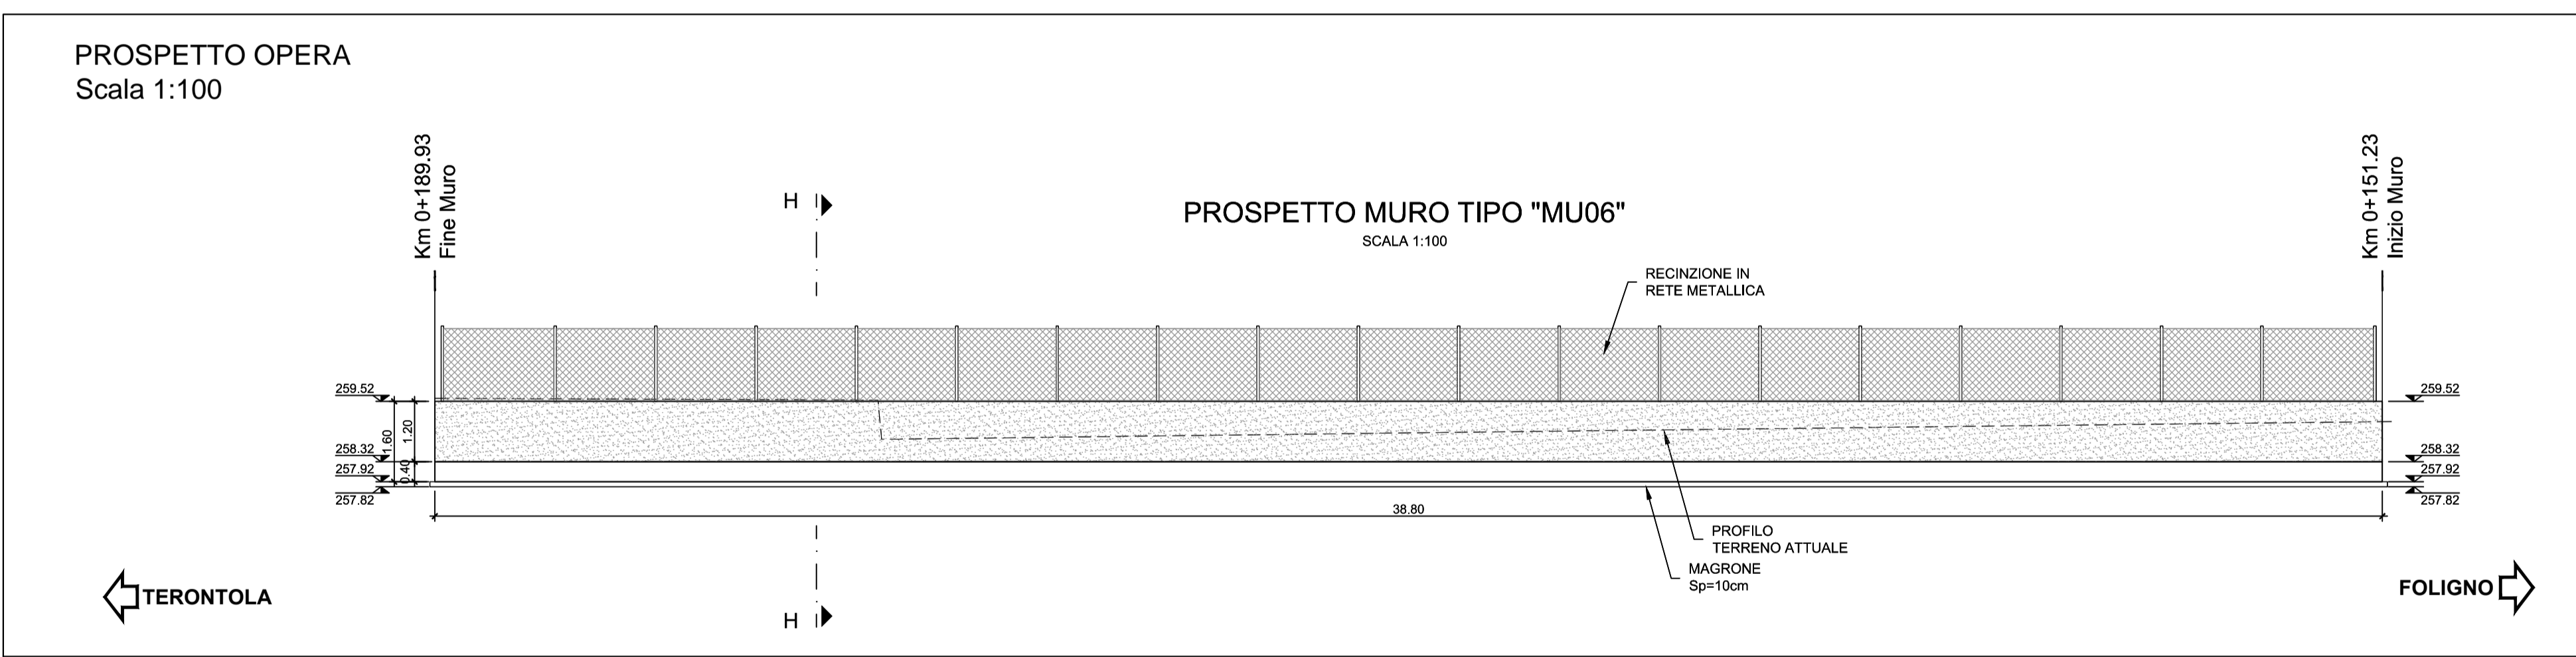 PROSPETTO OPERA
Scala 1:100
Km 0+189.93
Fine Muro
H
PROSPETTO MURO TIPO "MU06"
SCALA 1:100
Km 0+151.23
Inizio Muro
RECINZIONE IN
RETE METALLICA
259.52
258.32
257.92
257.82
1.60
1.20
0.40
259.52
258.32
257.92
257.82
38.80
PROFILO
TERRENO ATTUALE
MAGRONE
Sp=10cm
TERONTOLA
H
FOLIGNO